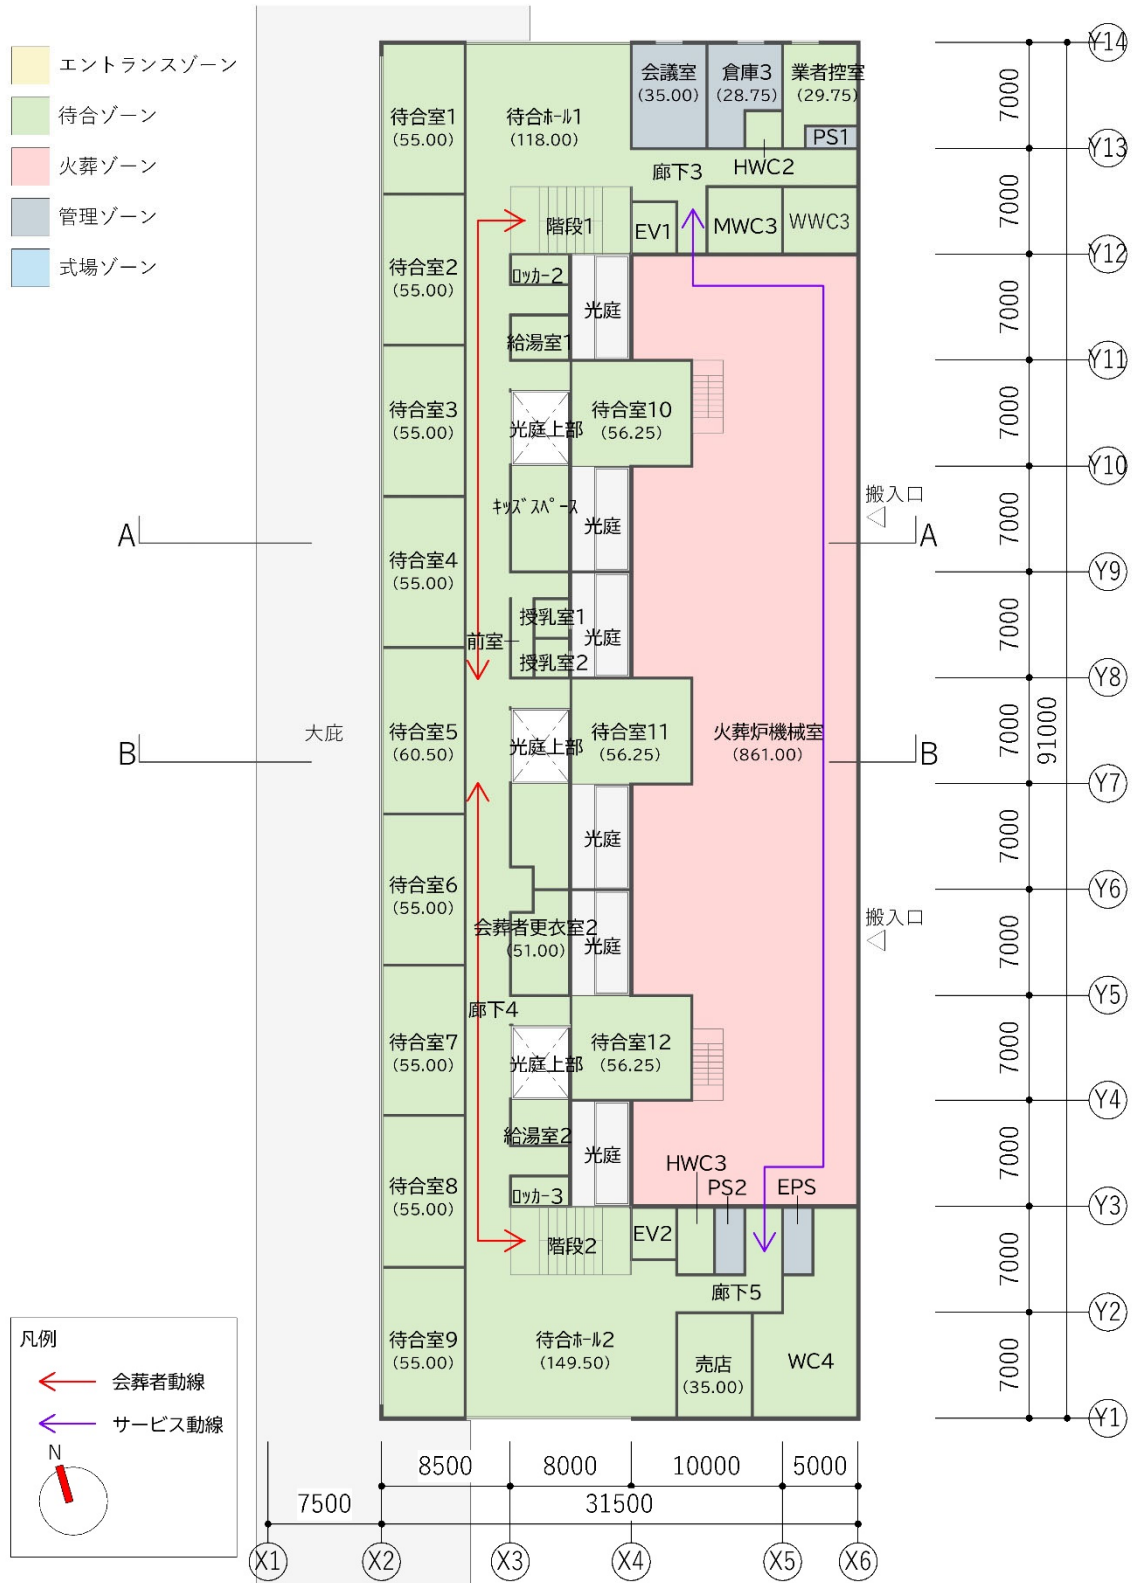 エントランスゾーン
待合ゾーン
火葬ゾーン
管理ゾーン
式場ゾーン
待合室1
(55.00)
待合ﾎｰﾙ1
(118.00)
会議室
(35.00)
倉庫3
(28.75)
業者控室
(29.75)
PS1
廊下3
HWC2
階段1
EV1
MWC3
WWC3
待合室2
(55.00)
ﾛｯｶｰ2
給湯室1
光庭
待合室3
(55.00)
光庭上部
待合室10
(56.25)
ｷｯｽﾞｽﾍﾟｰｽ
光庭
搬入口
A
A
待合室4
(55.00)
前室
授乳室1
授乳室2
光庭
大庇
待合室5
(60.50)
光庭上部
待合室11
(56.25)
火葬炉機械室
(861.00)
B
B
光庭
待合室6
(55.00)
会葬者更衣室2
(51.00)
光庭
搬入口
廊下4
待合室7
(55.00)
光庭上部
待合室12
(56.25)
給湯室2
光庭
HWC3
PS2
EPS
待合室8
(55.00)
ﾛｯｶｰ3
階段2
EV2
廊下5
待合室9
(55.00)
待合ﾎｰﾙ2
(149.50)
売店
(35.00)
WC4
Y14
7000
Y13
7000
Y12
7000
Y11
7000
Y10
7000
Y9
7000
Y8
7000
91000
Y7
7000
Y6
7000
Y5
7000
Y4
7000
Y3
7000
Y2
7000
Y1
凡例
会葬者動線
サービス動線
N
8500
8000
10000
5000
7500
31500
X1
X2
X3
X4
X5
X6